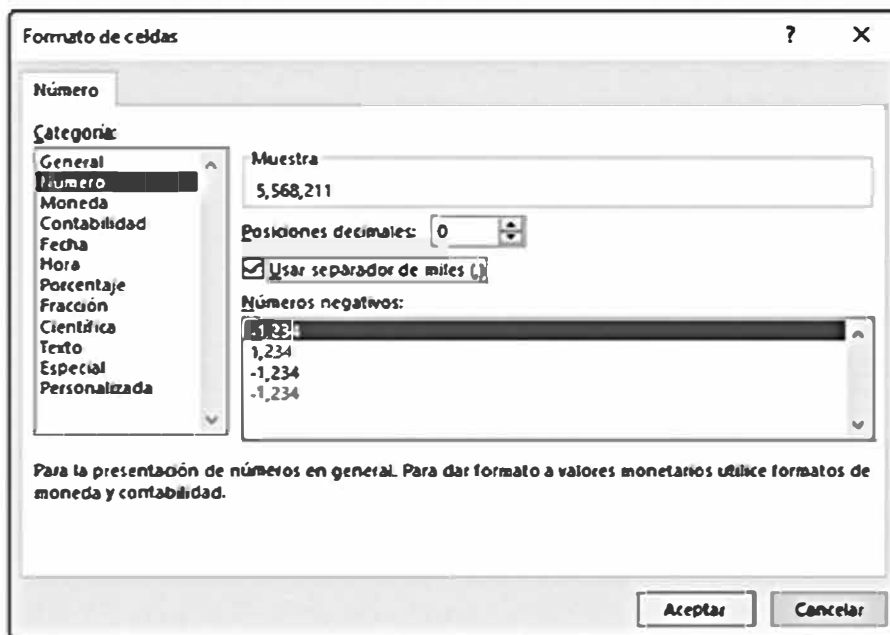 Formato de celdas ? X
Número
Categoría:
General
Número
Moneda
Contabilidad
Fecha
Hora
Porcentaje
Fracción
Científica
Texto
Especial
Personalizada
Muestra
5,568,211
Posiciones decimales: 0
Usar separador de miles (,)
Números negativos:
-1,234
1,234
-1,234
-1,234
Para la presentación de números en general. Para dar formato a valores monetarios utilice formatos de
moneda y contabilidad.
Aceptar Cancelar